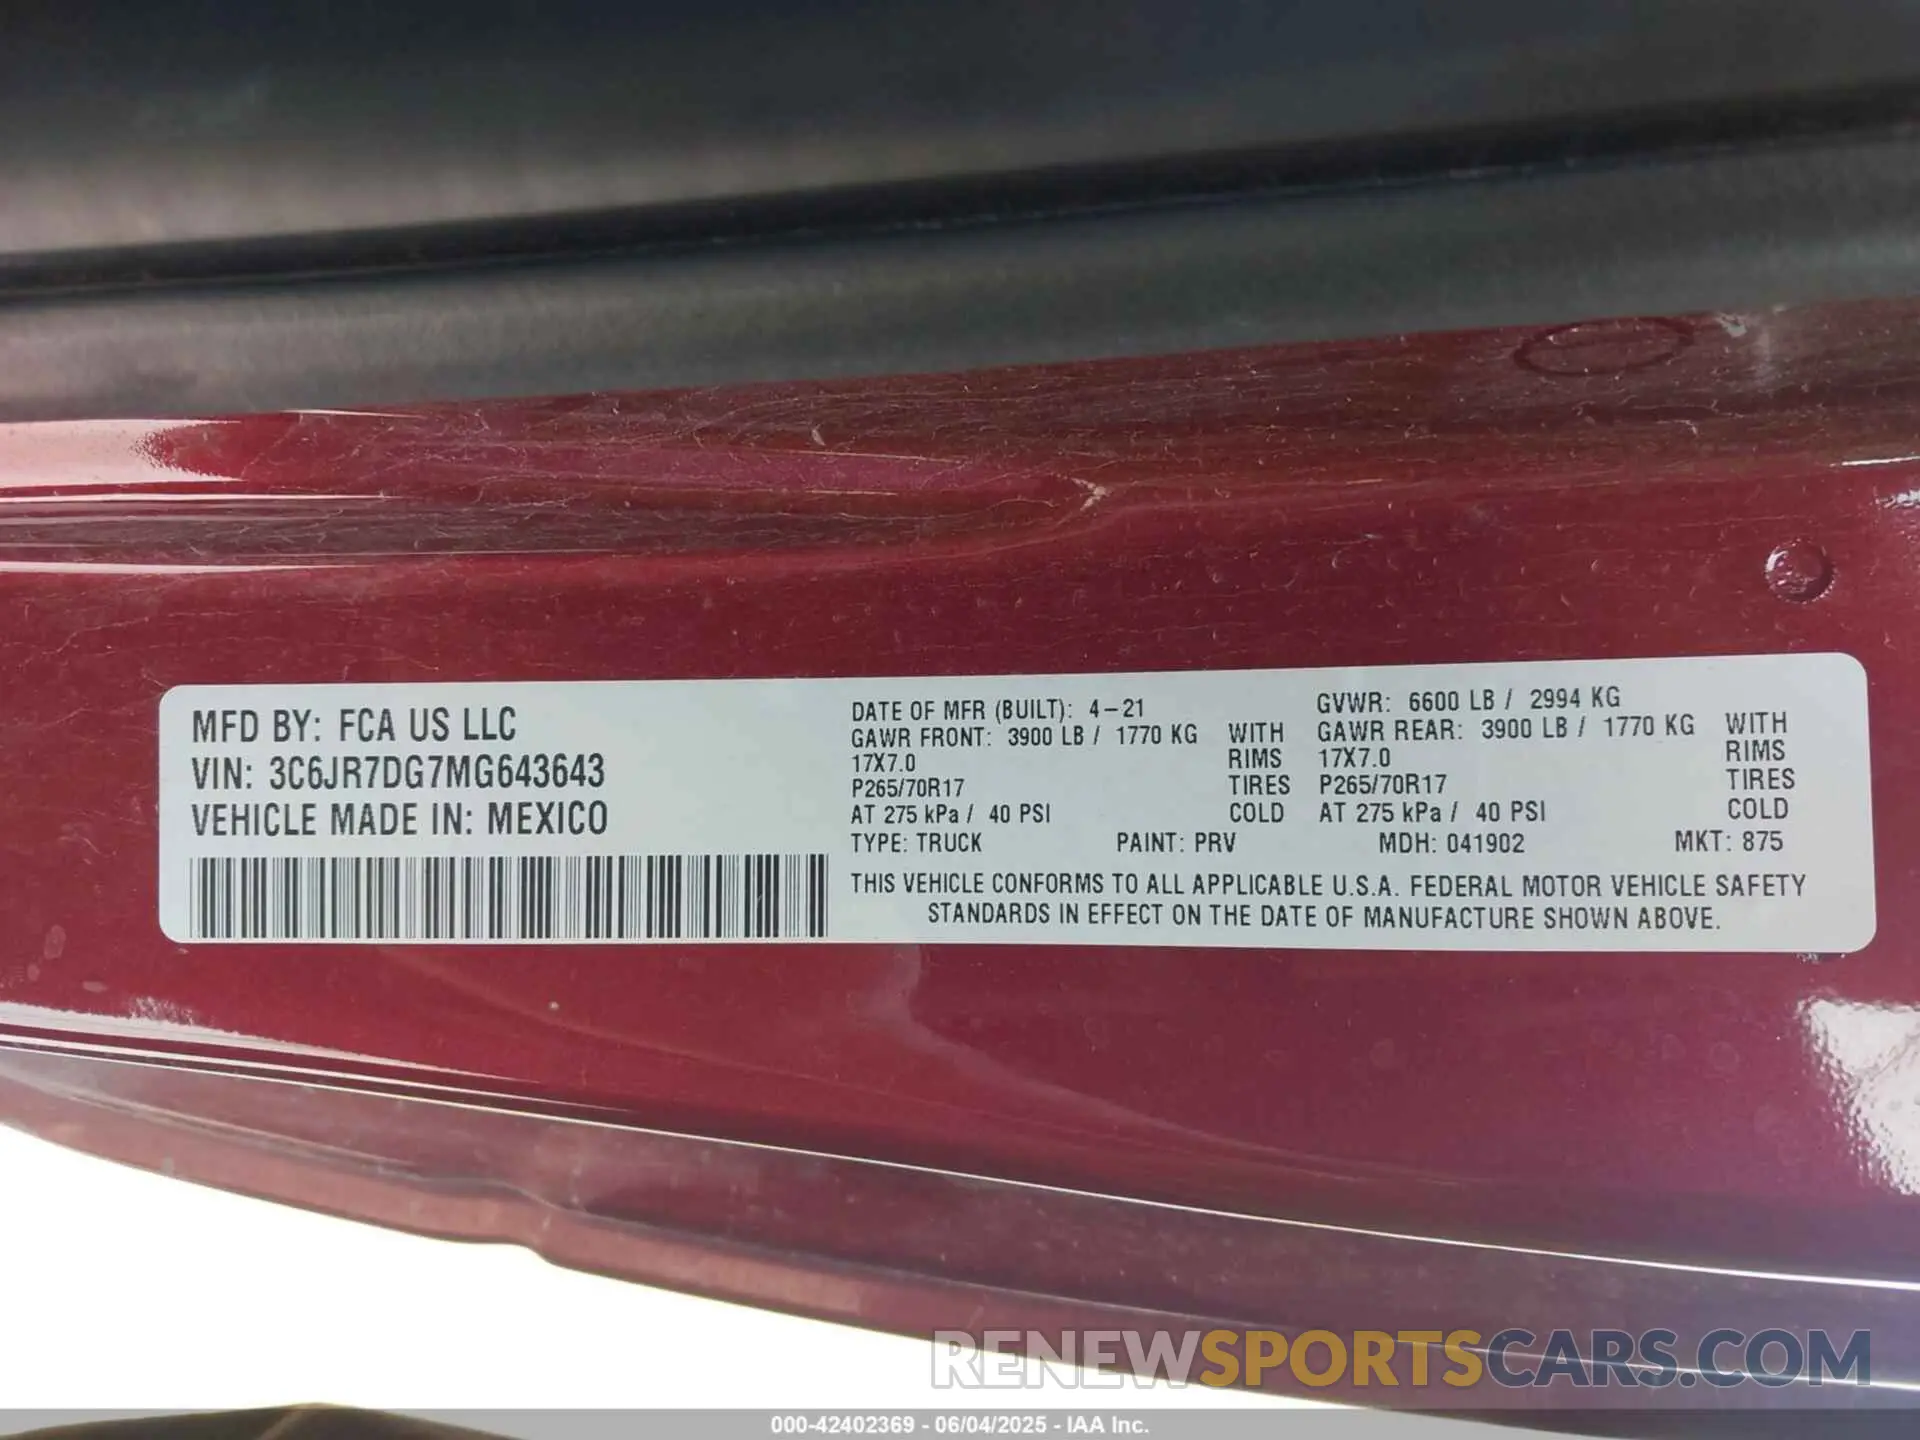 MFD BY: FCA US LLC
VIN: 3C6JR7DG7MG643643
VEHICLE MADE IN: MEXICO
DATE OF MFR (BUILT): 4-21 GVWR: 6600 LB / 2994 KG
GAWR FRONT: 3900 LB / 1770 KG WITH GAWR REAR: 3900 LB / 1770 KG WITH
17X7.0 RIMS 17X7.0 RIMS
P265/70R17 TIRES P265/70R17 TIRES
AT 275 kPa / 40 PSI COLD AT 275 kPa / 40 PSI COLD
TYPE: TRUCK PAINT: PRV MDH: 041902 MKT: 875
THIS VEHICLE CONFORMS TO ALL APPLICABLE U.S.A. FEDERAL MOTOR VEHICLE SAFETY
STANDARDS IN EFFECT ON THE DATE OF MANUFACTURE SHOWN ABOVE.
RENEWSPORTSCARS.COM
000-42402369 - 06/04/2025 - IAA Inc.